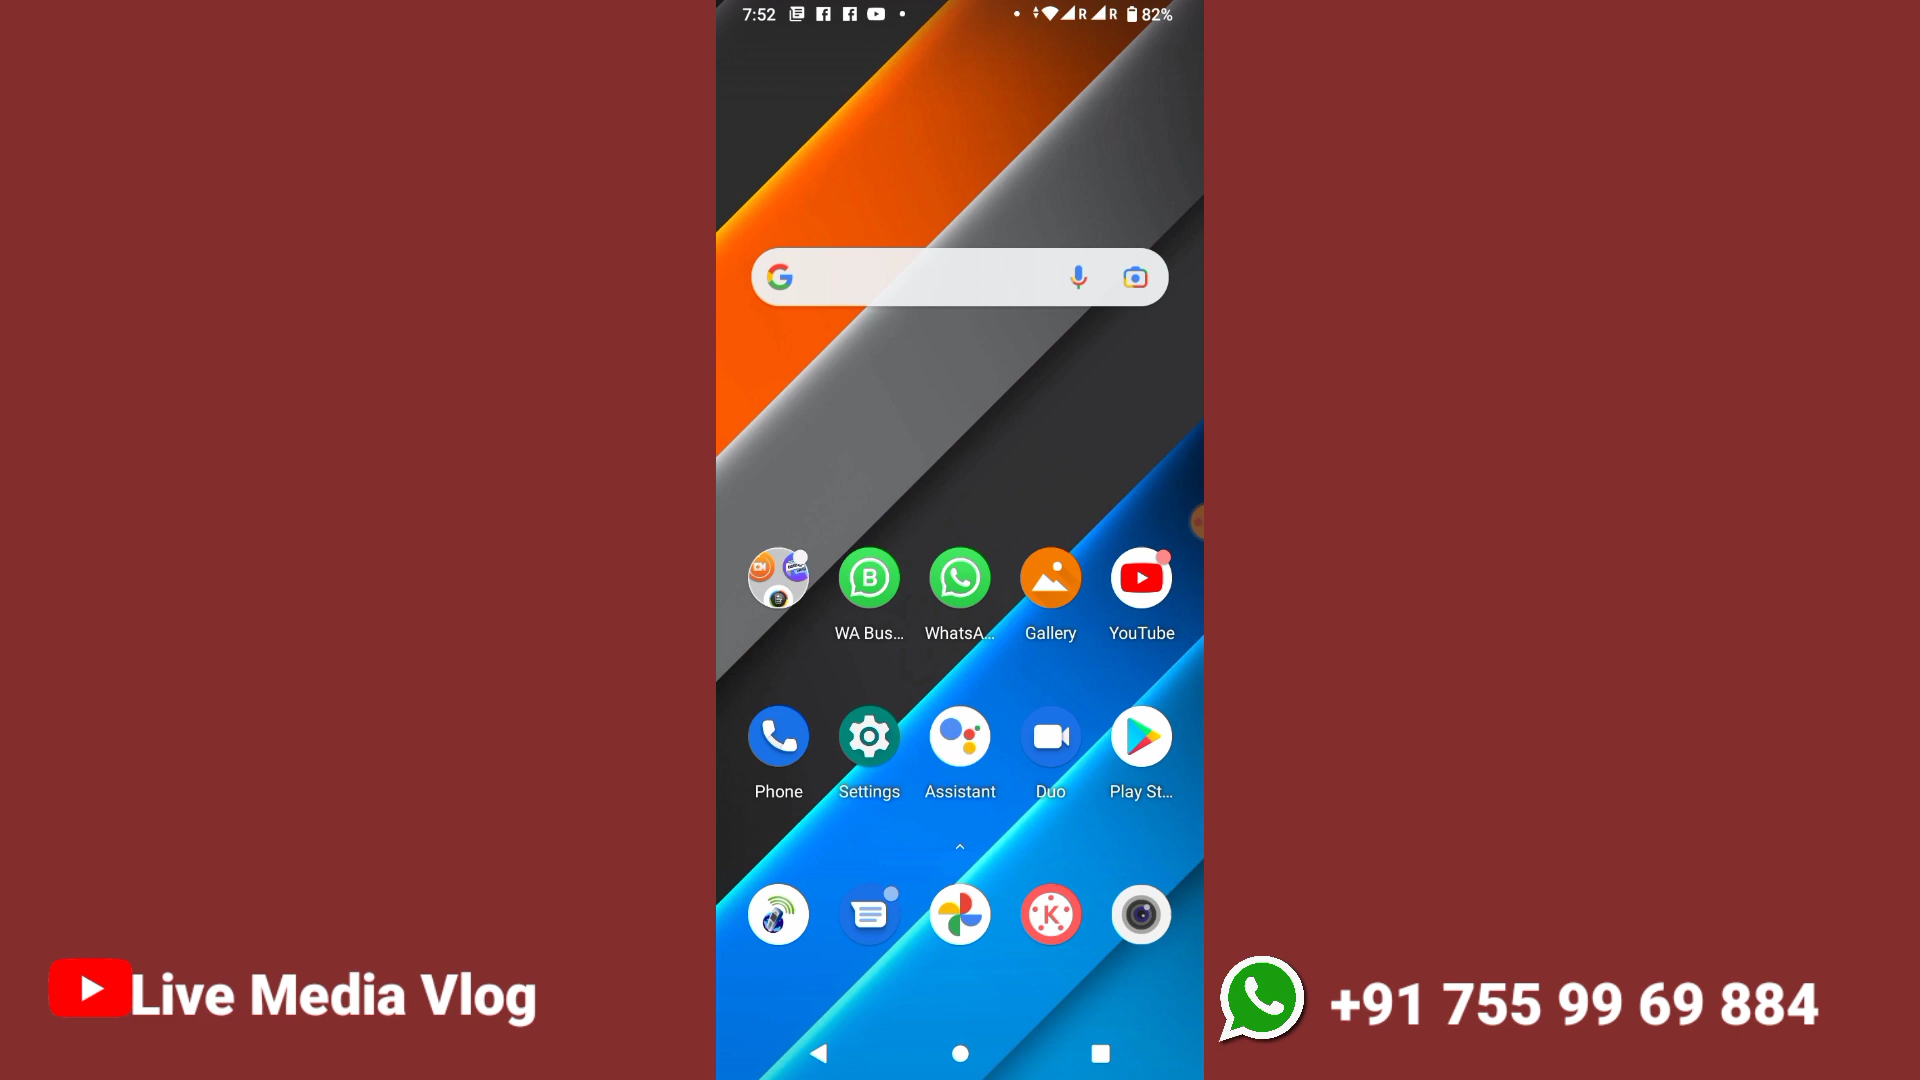 7:52 R R 82%
WA Bus... WhatsA... Gallery YouTube
Phone Settings Assistant Duo Play St...
K
Live Media Vlog
+91 755 99 69 884